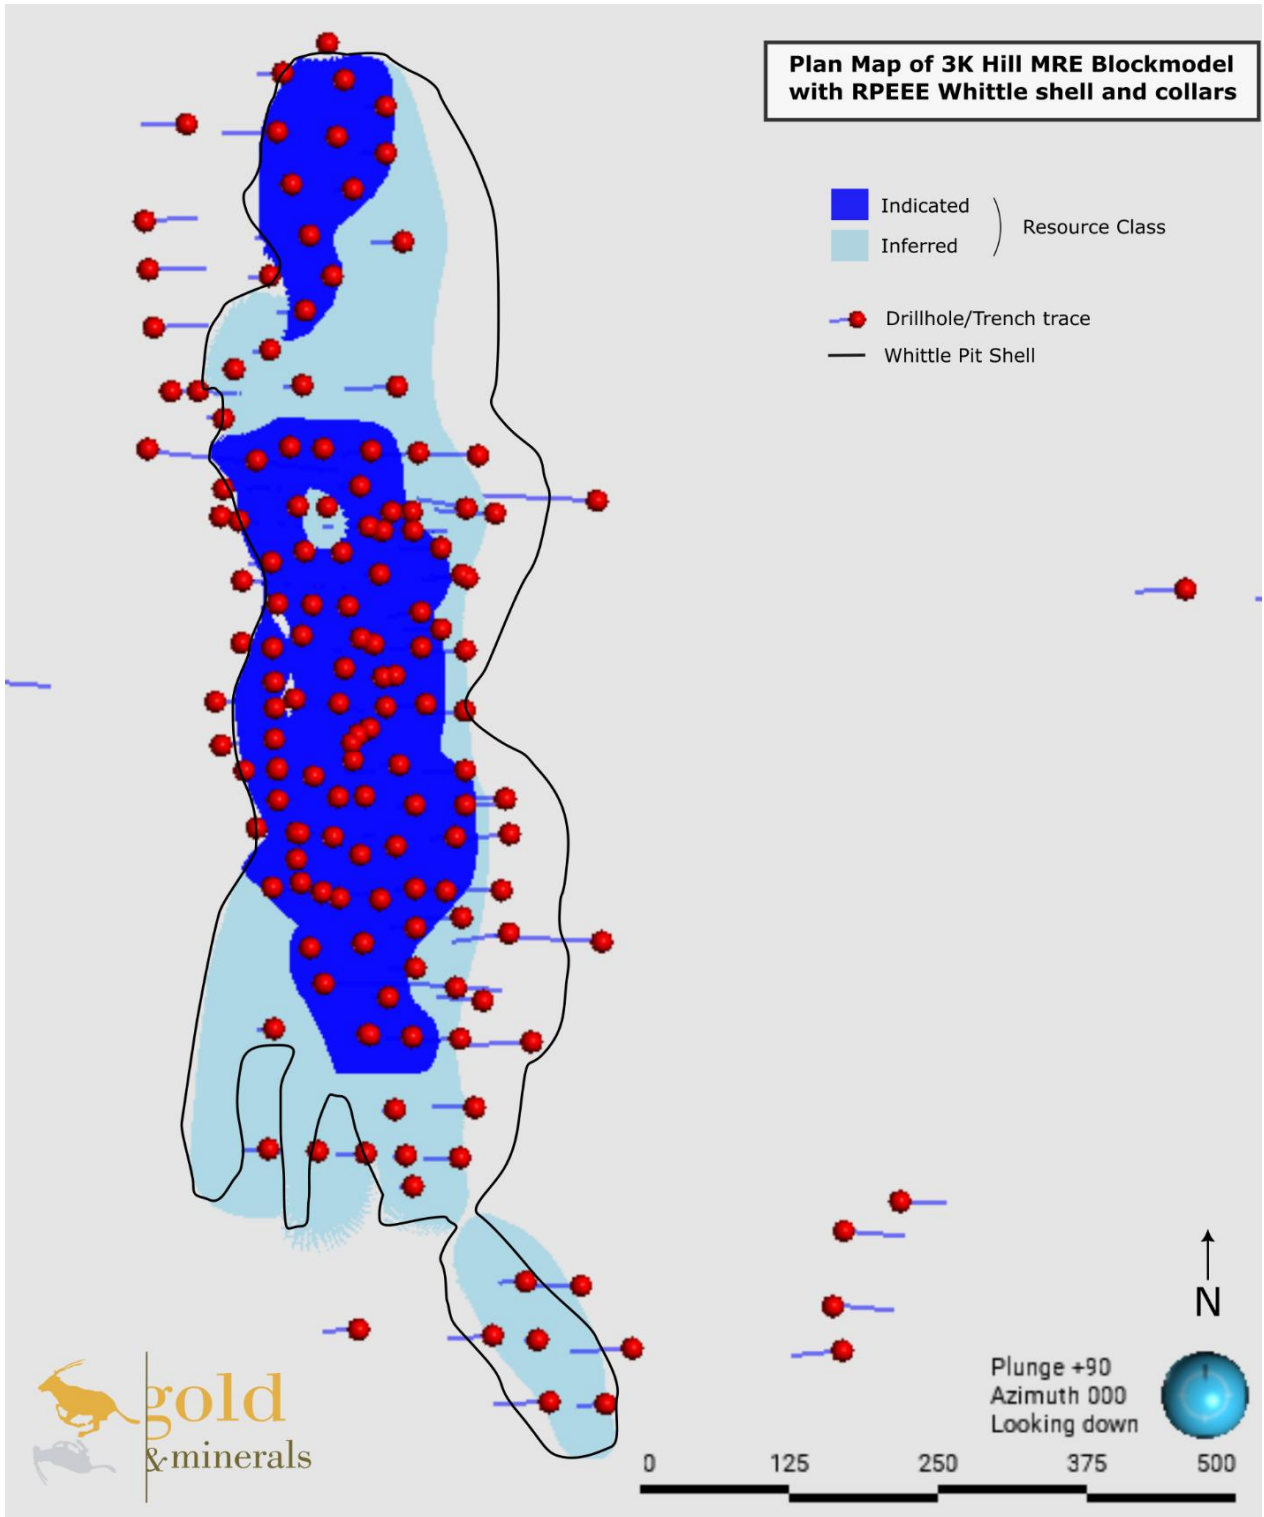 Plan Map of 3K Hill MRE Blockmodel
with RPEEE Whittle shell and collars
Indicated
Inferred
Resource Class
Drillhole/Trench trace
Whittle Pit Shell
N
Plunge +90
Azimuth 000
Looking down
0 125 250 375 500
gold
&minerals